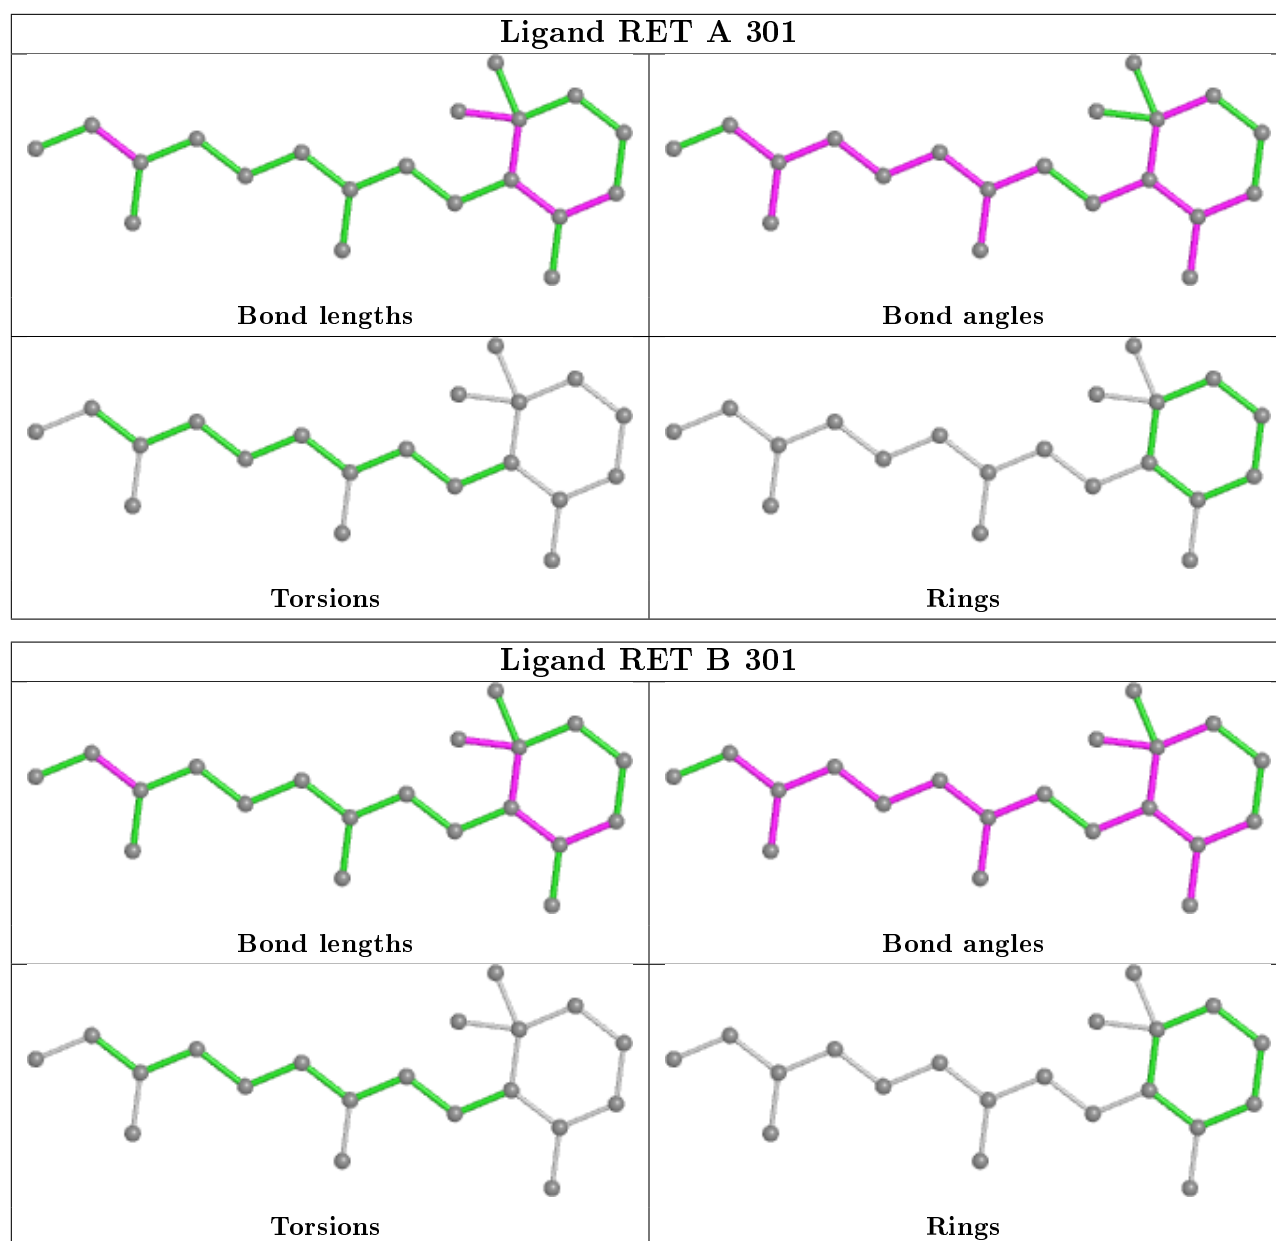 Ligand RET A 301
Bond lengths
Bond angles
Torsions
Rings
Ligand RET B 301
Bond lengths
Bond angles
Torsions
Rings